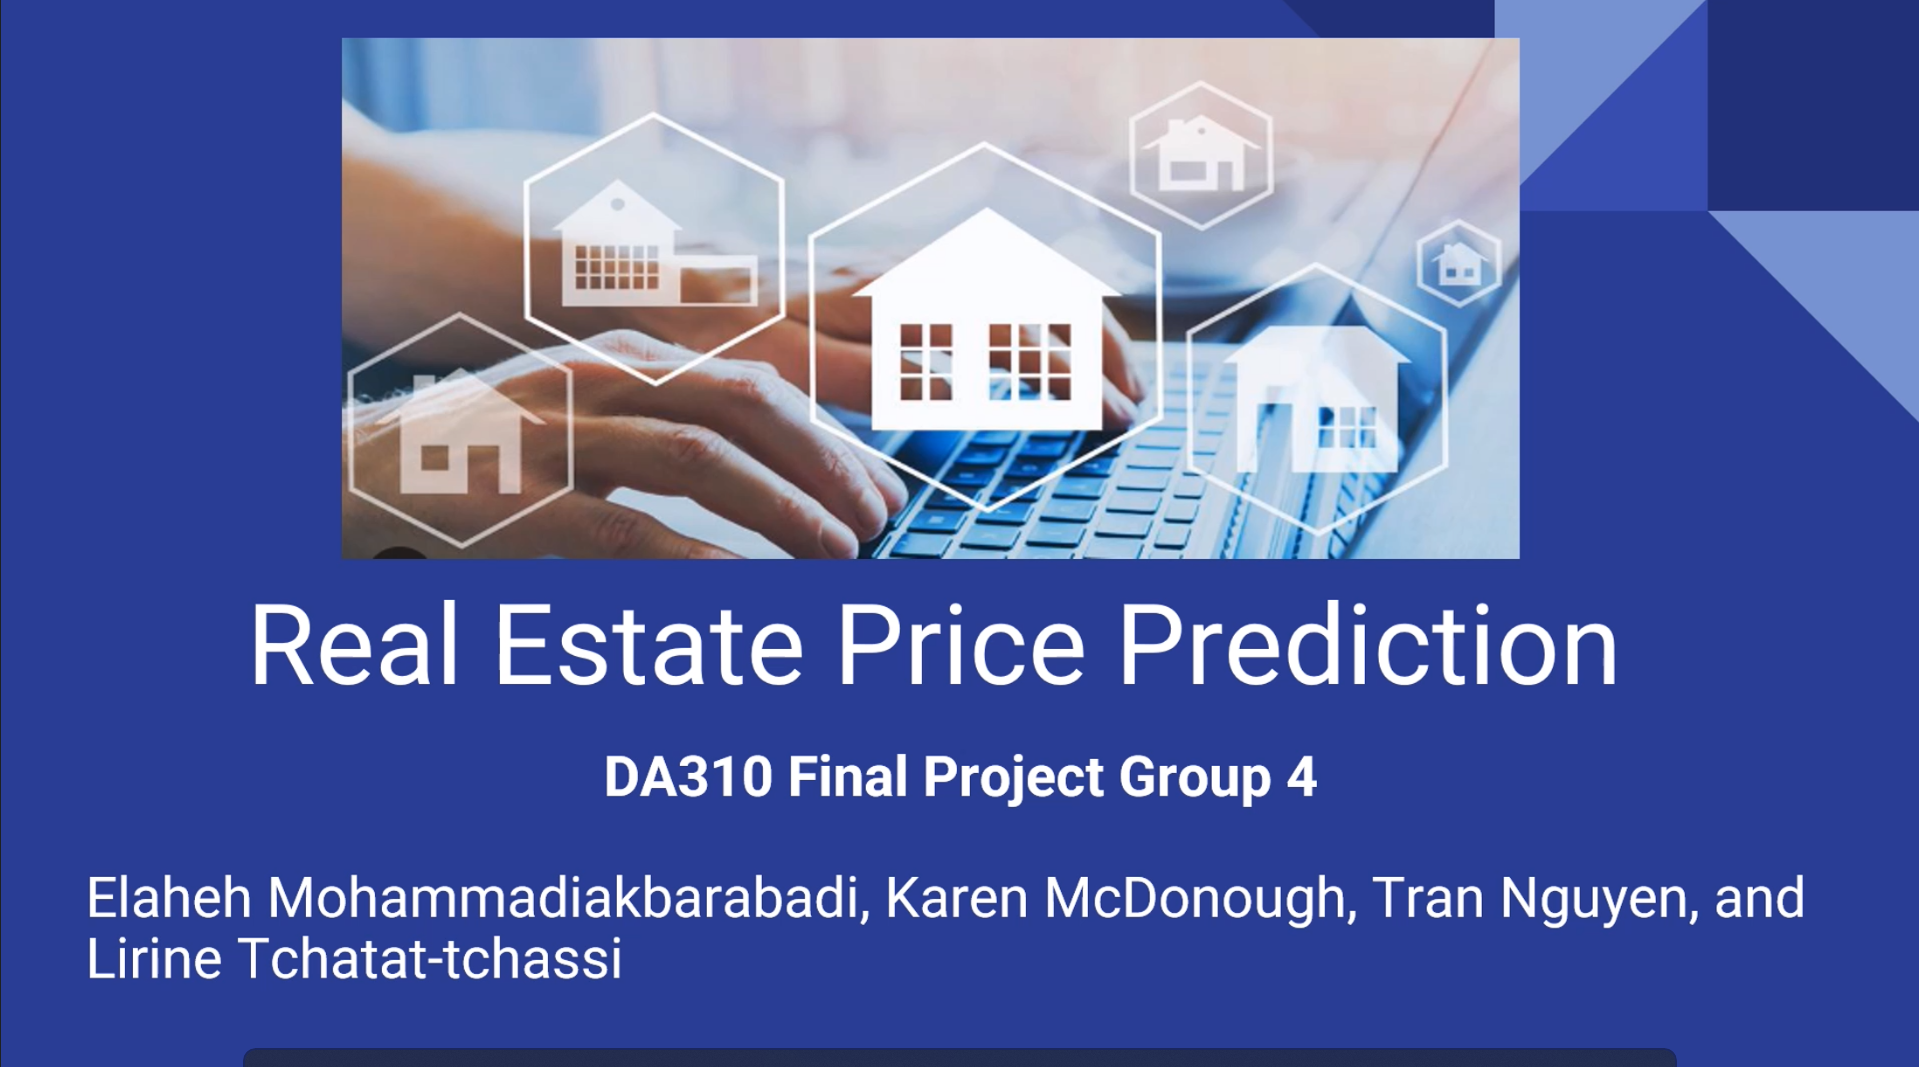 Real Estate Price Prediction
DA310 Final Project Group 4
Elaheh Mohammadiakbarabadi, Karen McDonough, Tran Nguyen, and
Lirine Tchatat-tchassi